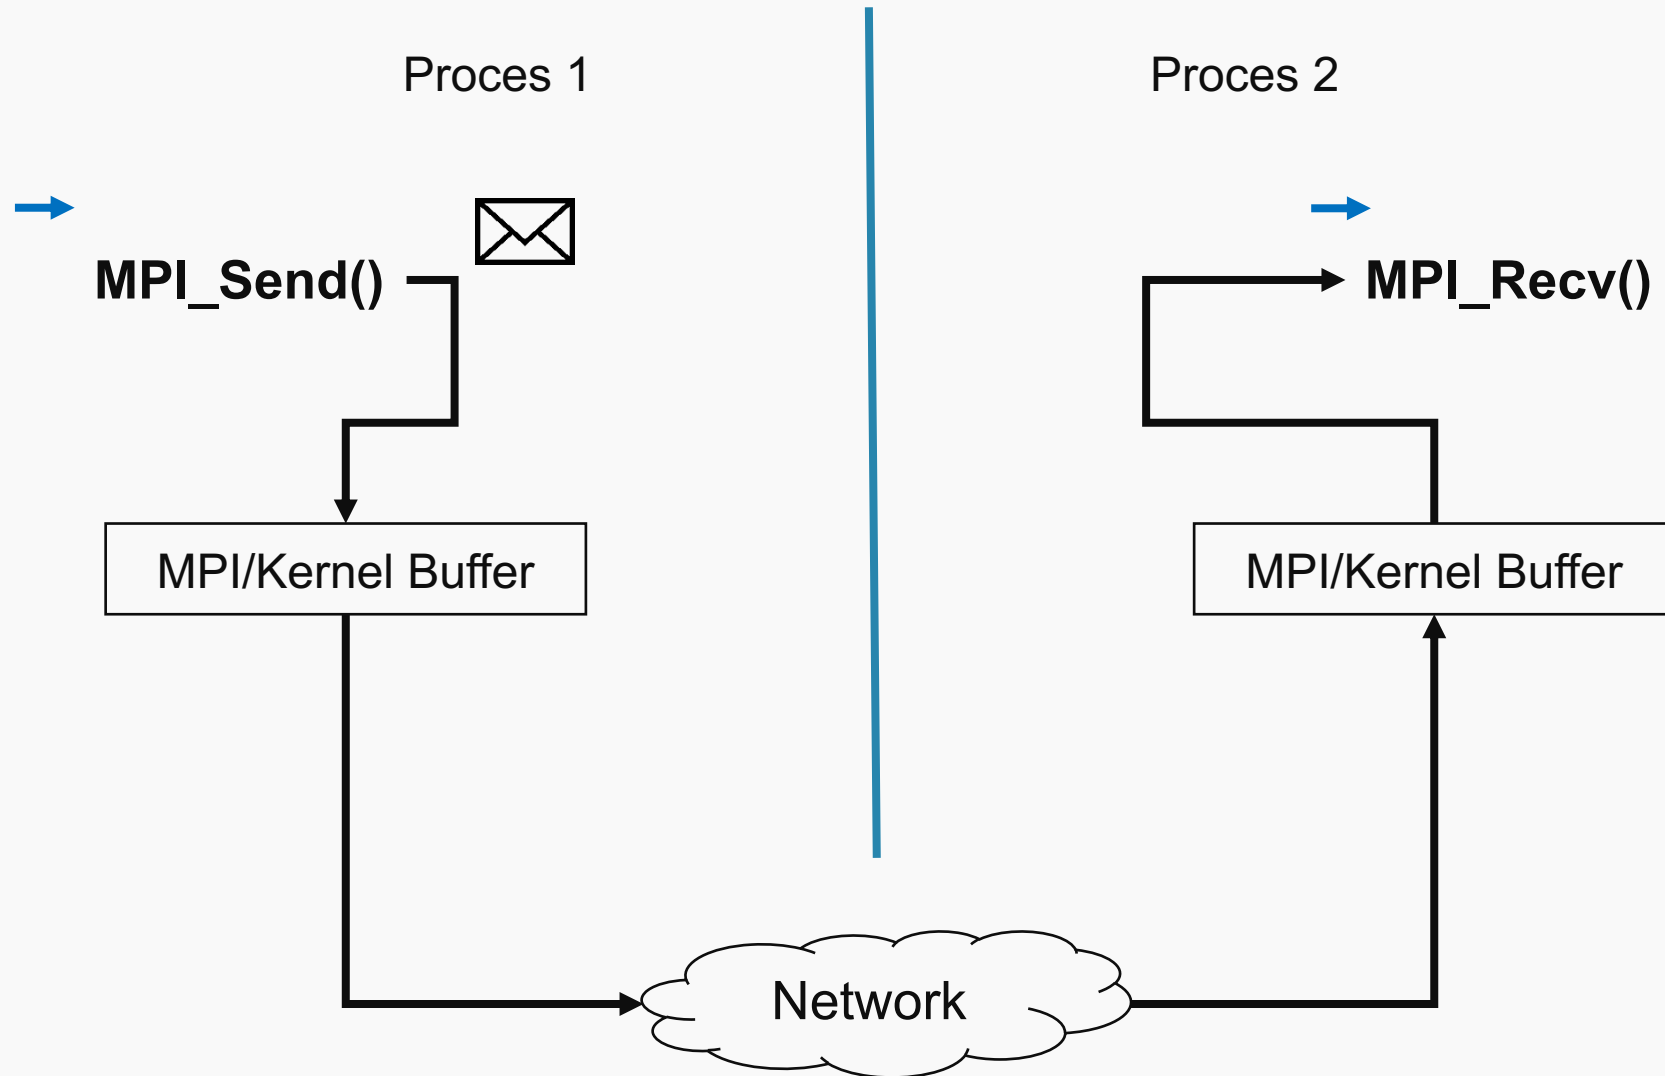 Proces 1
Proces 2
MPI_Send()
MPI_Recv()
MPI/Kernel Buffer
MPI/Kernel Buffer
Network